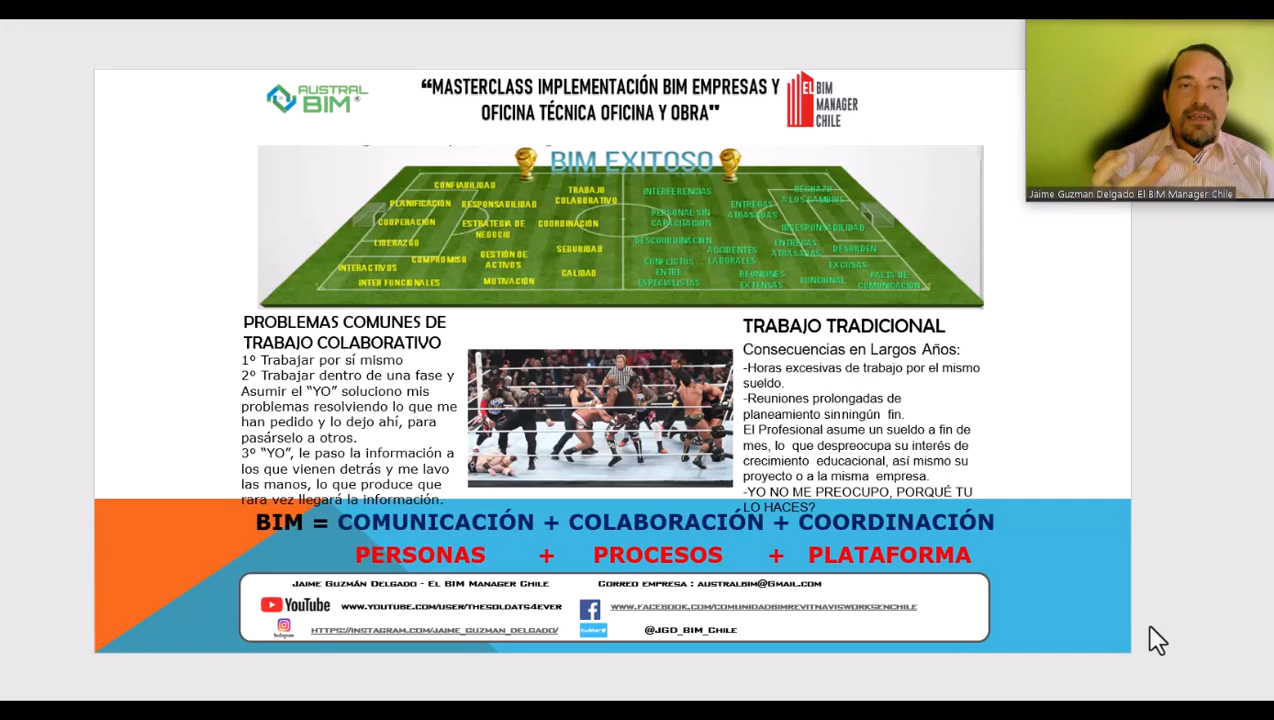 AUSTRAL
BIM®
“MASTERCLASS IMPLEMENTACIÓN BIM EMPRESAS Y
OFICINA TÉCNICA OFICINA Y OBRA"
EL BIM
MANAGER
CHILE
Jaime Guzman Delgado El BIM Manager Chile
BIM EXITOSO
CONFIABILIDAD
PLANIFICACIÓN
RESPONSABILIDAD
TRABAJO
COLABORATIVO
COOPERACIÓN
ESTRATEGIA DE
NEGOCIO
COORDINACIÓN
LIDERAZGO
COMPROMISO
GESTIÓN DE
ACTIVOS
SEGURIDAD
INTERACTIVOS
INTER FUNCIONALES
MOTIVACIÓN
CALIDAD
INTERFERENCIAS
RECHAZO
A LOS CAMBIOS
PERSONAL SIN
CAPACITACION
ENTREGAS
ATRASADAS
IRRESPONSABILIDAD
DESCOORDINACION
ACCIDENTES
LABORALES
ENTREGAS
ATRASADAS
DESORDEN
CONFLICTOS
ENTRE
ESPECIALISTAS
REUNIONES
EXTENSAS
EXCUSAS
FUNCIONAL
FALTA DE
COMUNICACIÓN
PROBLEMAS COMUNES DE
TRABAJO COLABORATIVO
1º Trabajar por sí mismo
2º Trabajar dentro de una fase y
Asumir el “YO” soluciono mis
problemas resolviendo lo que me
han pedido y lo dejo ahí, para
pasárselo a otros.
3º “YO”, le paso la información a
los que vienen detrás y me lavo
las manos, lo que produce que
rara vez llegará la información.
TRABAJO TRADICIONAL
Consecuencias en Largos Años:
-Horas excesivas de trabajo por el mismo
sueldo.
-Reuniones prolongadas de
planeamiento sinningún fin.
El Profesional asume un sueldo a fin de
mes, lo que despreocupa su interés de
crecimiento educacional, así mismo su
proyecto o a la misma empresa.
-YO NO ME PREOCUPO, PORQUÉ TU
LO HACES?
BIM = COMUNICACIÓN + COLABORACIÓN + COORDINACIÓN
PERSONAS + PROCESOS + PLATAFORMA
Jaime Guzmán Delgado - El BIM Manager Chile
Correo empresa : australbim@gmail.com
YouTube www.youtube.com/user/thesoldats4ever
www.facebook.com/comunidadbimrevitnavisworksenchile
Instagram https://instagram.com/jaime_guzman_delgado/
twitter @JGD_BIM_Chile